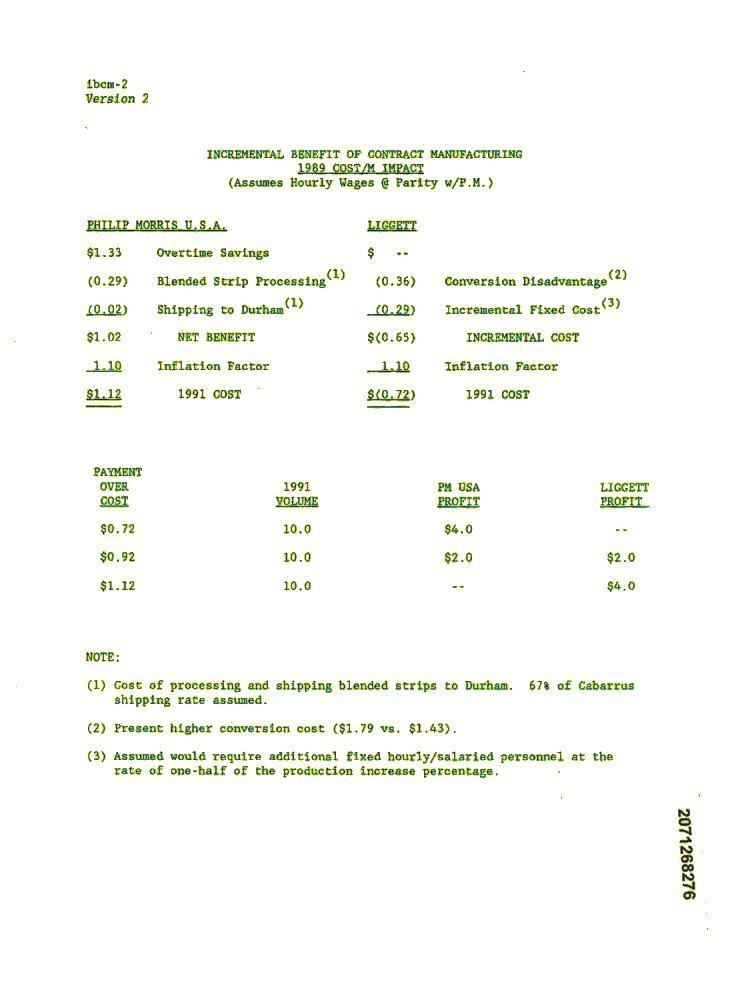 ibcm-2
Version 2
INCREMENTAL BENEFIT OF CONTRACT MANUFACTURING
1989 COST/M IMPACT
(Assumes Hourly Wages @ Parity w/P.M.)
PHILIP MORRIS U.S.A. LIGGETT
$1.33 Overtime Savings $ --
(0.29) Blended Strip Processing(1) (0.36) Conversion Disadvantage(2)
(0.02) Shipping to Durham(1) (0.29) Incremental Fixed Cost(3)
$1.02 NET BENEFIT $(0.65) INCREMENTAL COST
1.10 Inflation Factor 1.10 Inflation Factor
$1.12 1991 COST $(0.72) 1991 COST
PAYMENT
OVER 1991 PM USA LIGGETT
COST VOLUME PROFIT PROFIT
$0.72 10.0 $4.0 --
$0.92 10.0 $2.0 $2.0
$1.12 10.0 -- $4.0
NOTE:
(1) Cost of processing and shipping blended strips to Durham. 67% of Cabarrus
shipping rate assumed.
(2) Present higher conversion cost ($1.79 vs. $1.43).
(3) Assumed would require additional fixed hourly/salaried personnel at the
rate of one-half of the production increase percentage.
2071268276